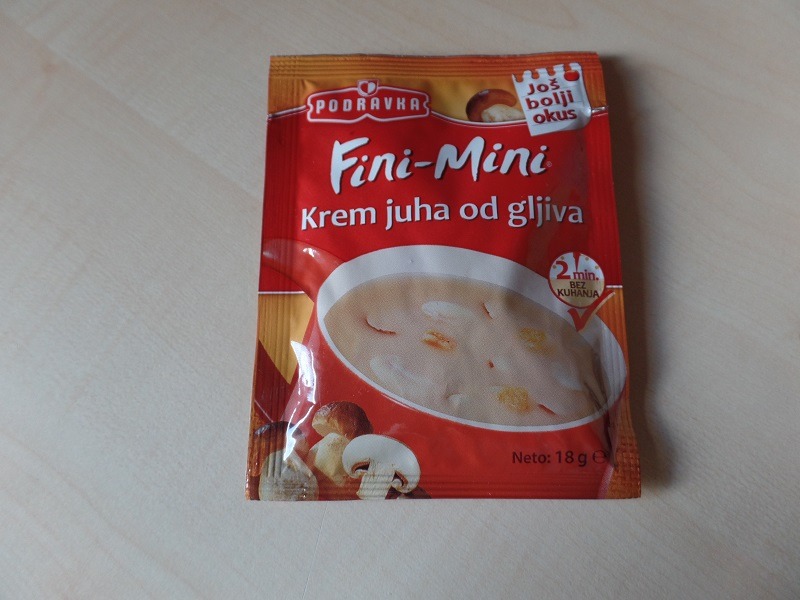 PODRAVKA
Još
bolji
okus
Fini-Mini
Krem juha od gljiva
2 min.
BEZ
KUHANJA
Neto: 18 g ℮